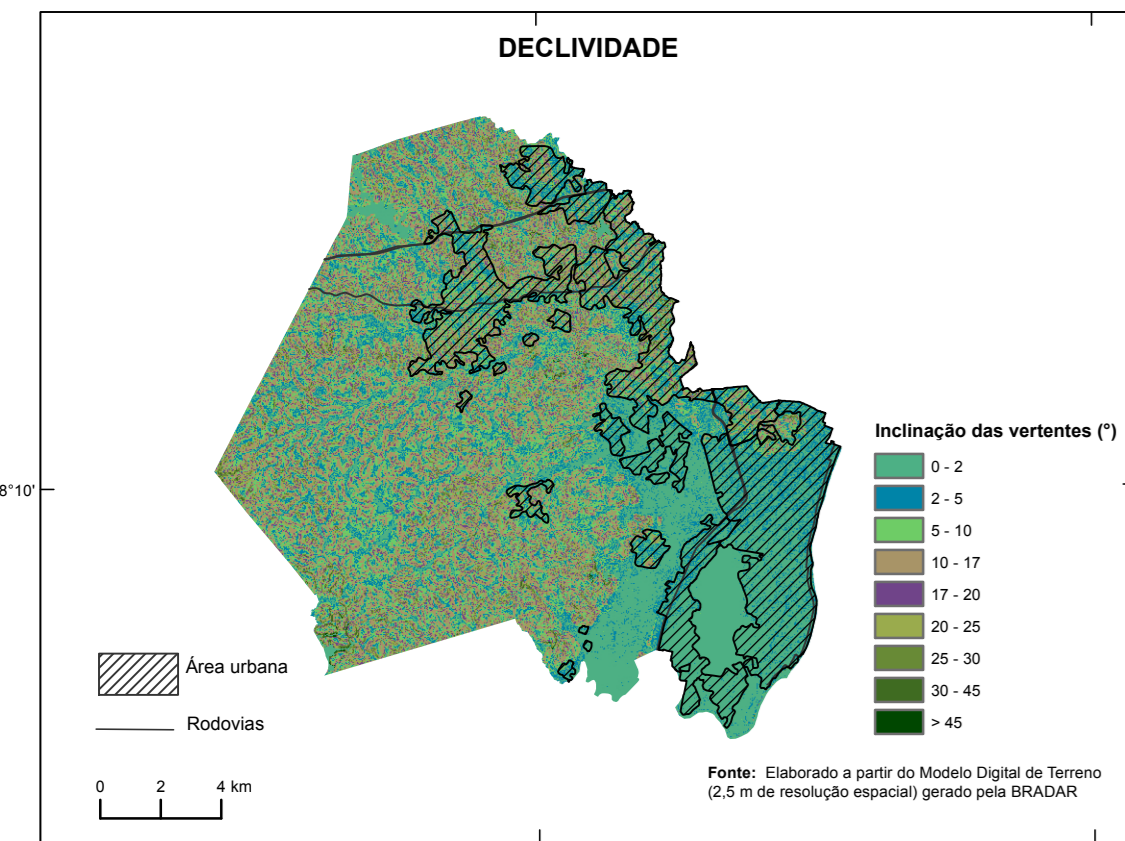 DECLIVIDADE
8°10'
Inclinação das vertentes (°)
0 - 2
2 - 5
5 - 10
10 - 17
17 - 20
20 - 25
25 - 30
30 - 45
> 45
Área urbana
Rodovias
0 2 4 km
Fonte: Elaborado a partir do Modelo Digital de Terreno
(2,5 m de resolução espacial) gerado pela BRADAR